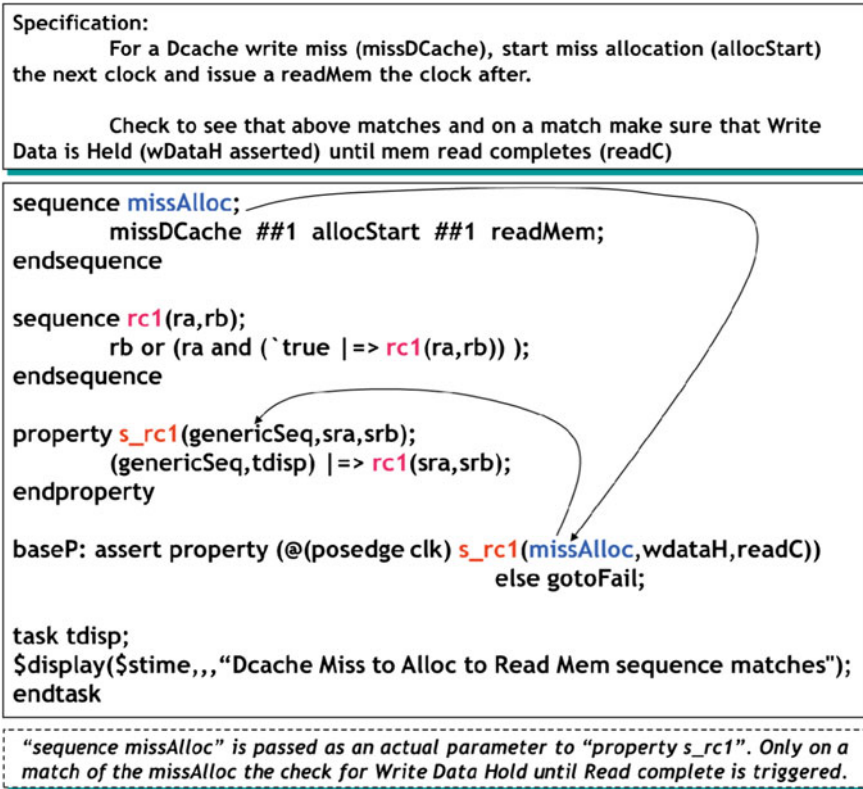 Specification:
For a Dcache write miss (missDCache), start miss allocation (allocStart)
the next clock and issue a readMem the clock after.
Check to see that above matches and on a match make sure that Write
Data is Held (wDataH asserted) until mem read completes (readC)
sequence missAlloc;
missDCache ##1 allocStart ##1 readMem;
endsequence
sequence rc1(ra,rb);
rb or (ra and (`true |=> rc1(ra,rb)) );
endsequence
property s_rc1(genericSeq,sra,srb);
(genericSeq,tdisp) |=> rc1(sra,srb);
endproperty
baseP: assert property (@(posedge clk) s_rc1(missAlloc,wdataH,readC))
else gotoFail;
task tdisp;
$display($stime,,,“Dcache Miss to Alloc to Read Mem sequence matches");
endtask
“sequence missAlloc” is passed as an actual parameter to “property s_rc1”. Only on a
match of the missAlloc the check for Write Data Hold until Read complete is triggered.